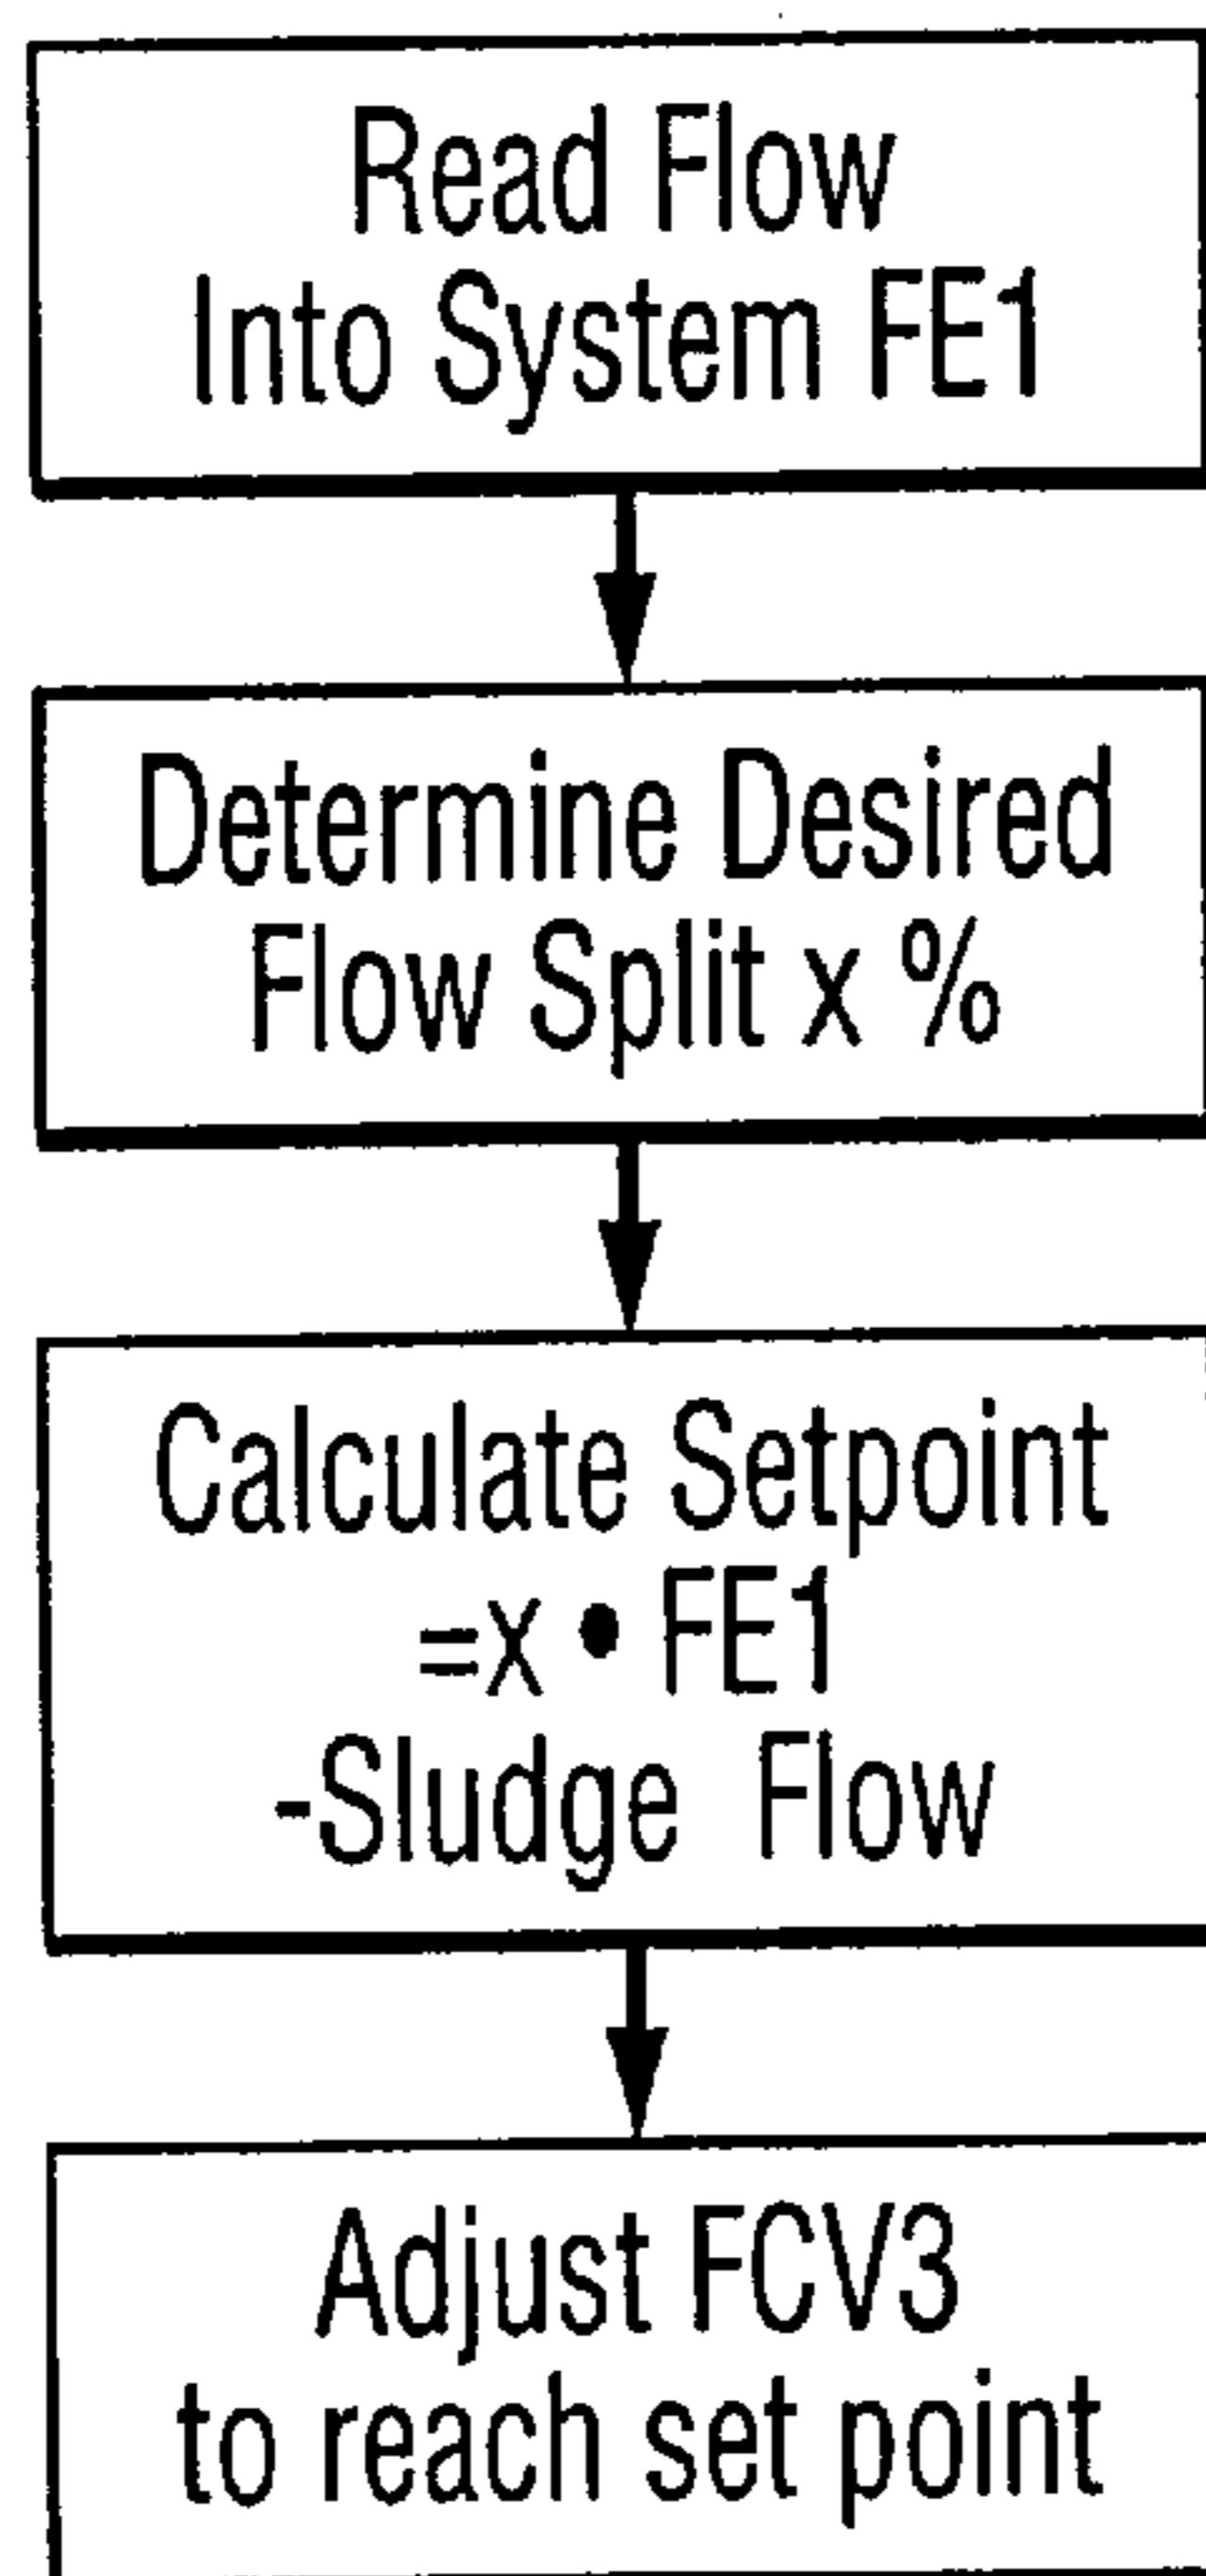 Read Flow
Into System FE1
Determine Desired
Flow Split x %
Calculate Setpoint
=x • FE1
-Sludge Flow
Adjust FCV3
to reach set point